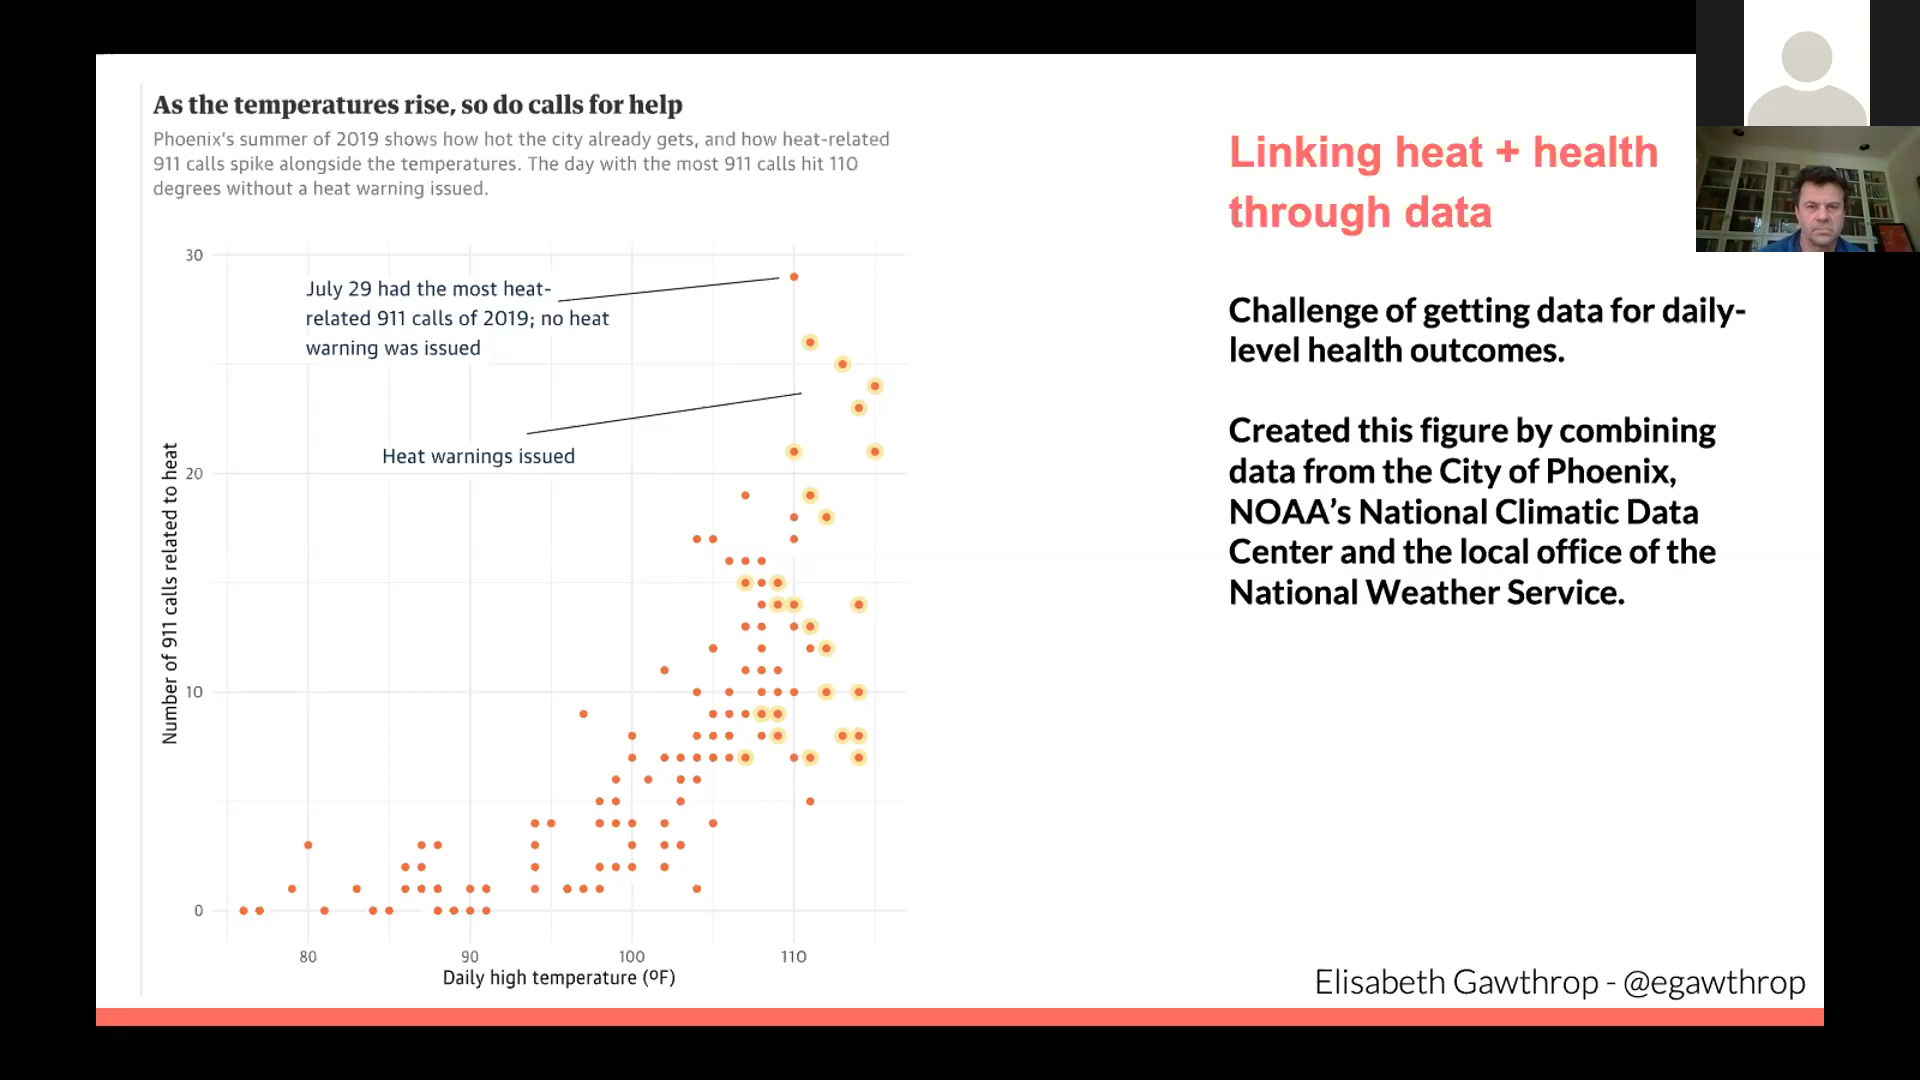 As the temperatures rise, so do calls for help
Phoenix's summer of 2019 shows how hot the city already gets, and how heat-related
911 calls spike alongside the temperatures. The day with the most 911 calls hit 110
degrees without a heat warning issued.
30
July 29 had the most heat-
related 911 calls of 2019; no heat
warning was issued
Heat warnings issued
20
Number of 911 calls related to heat
10
0
80 90 100 110
Daily high temperature (ºF)
Linking heat + health
through data
Challenge of getting data for daily-
level health outcomes.
Created this figure by combining
data from the City of Phoenix,
NOAA’s National Climatic Data
Center and the local office of the
National Weather Service.
Elisabeth Gawthrop - @egawthrop